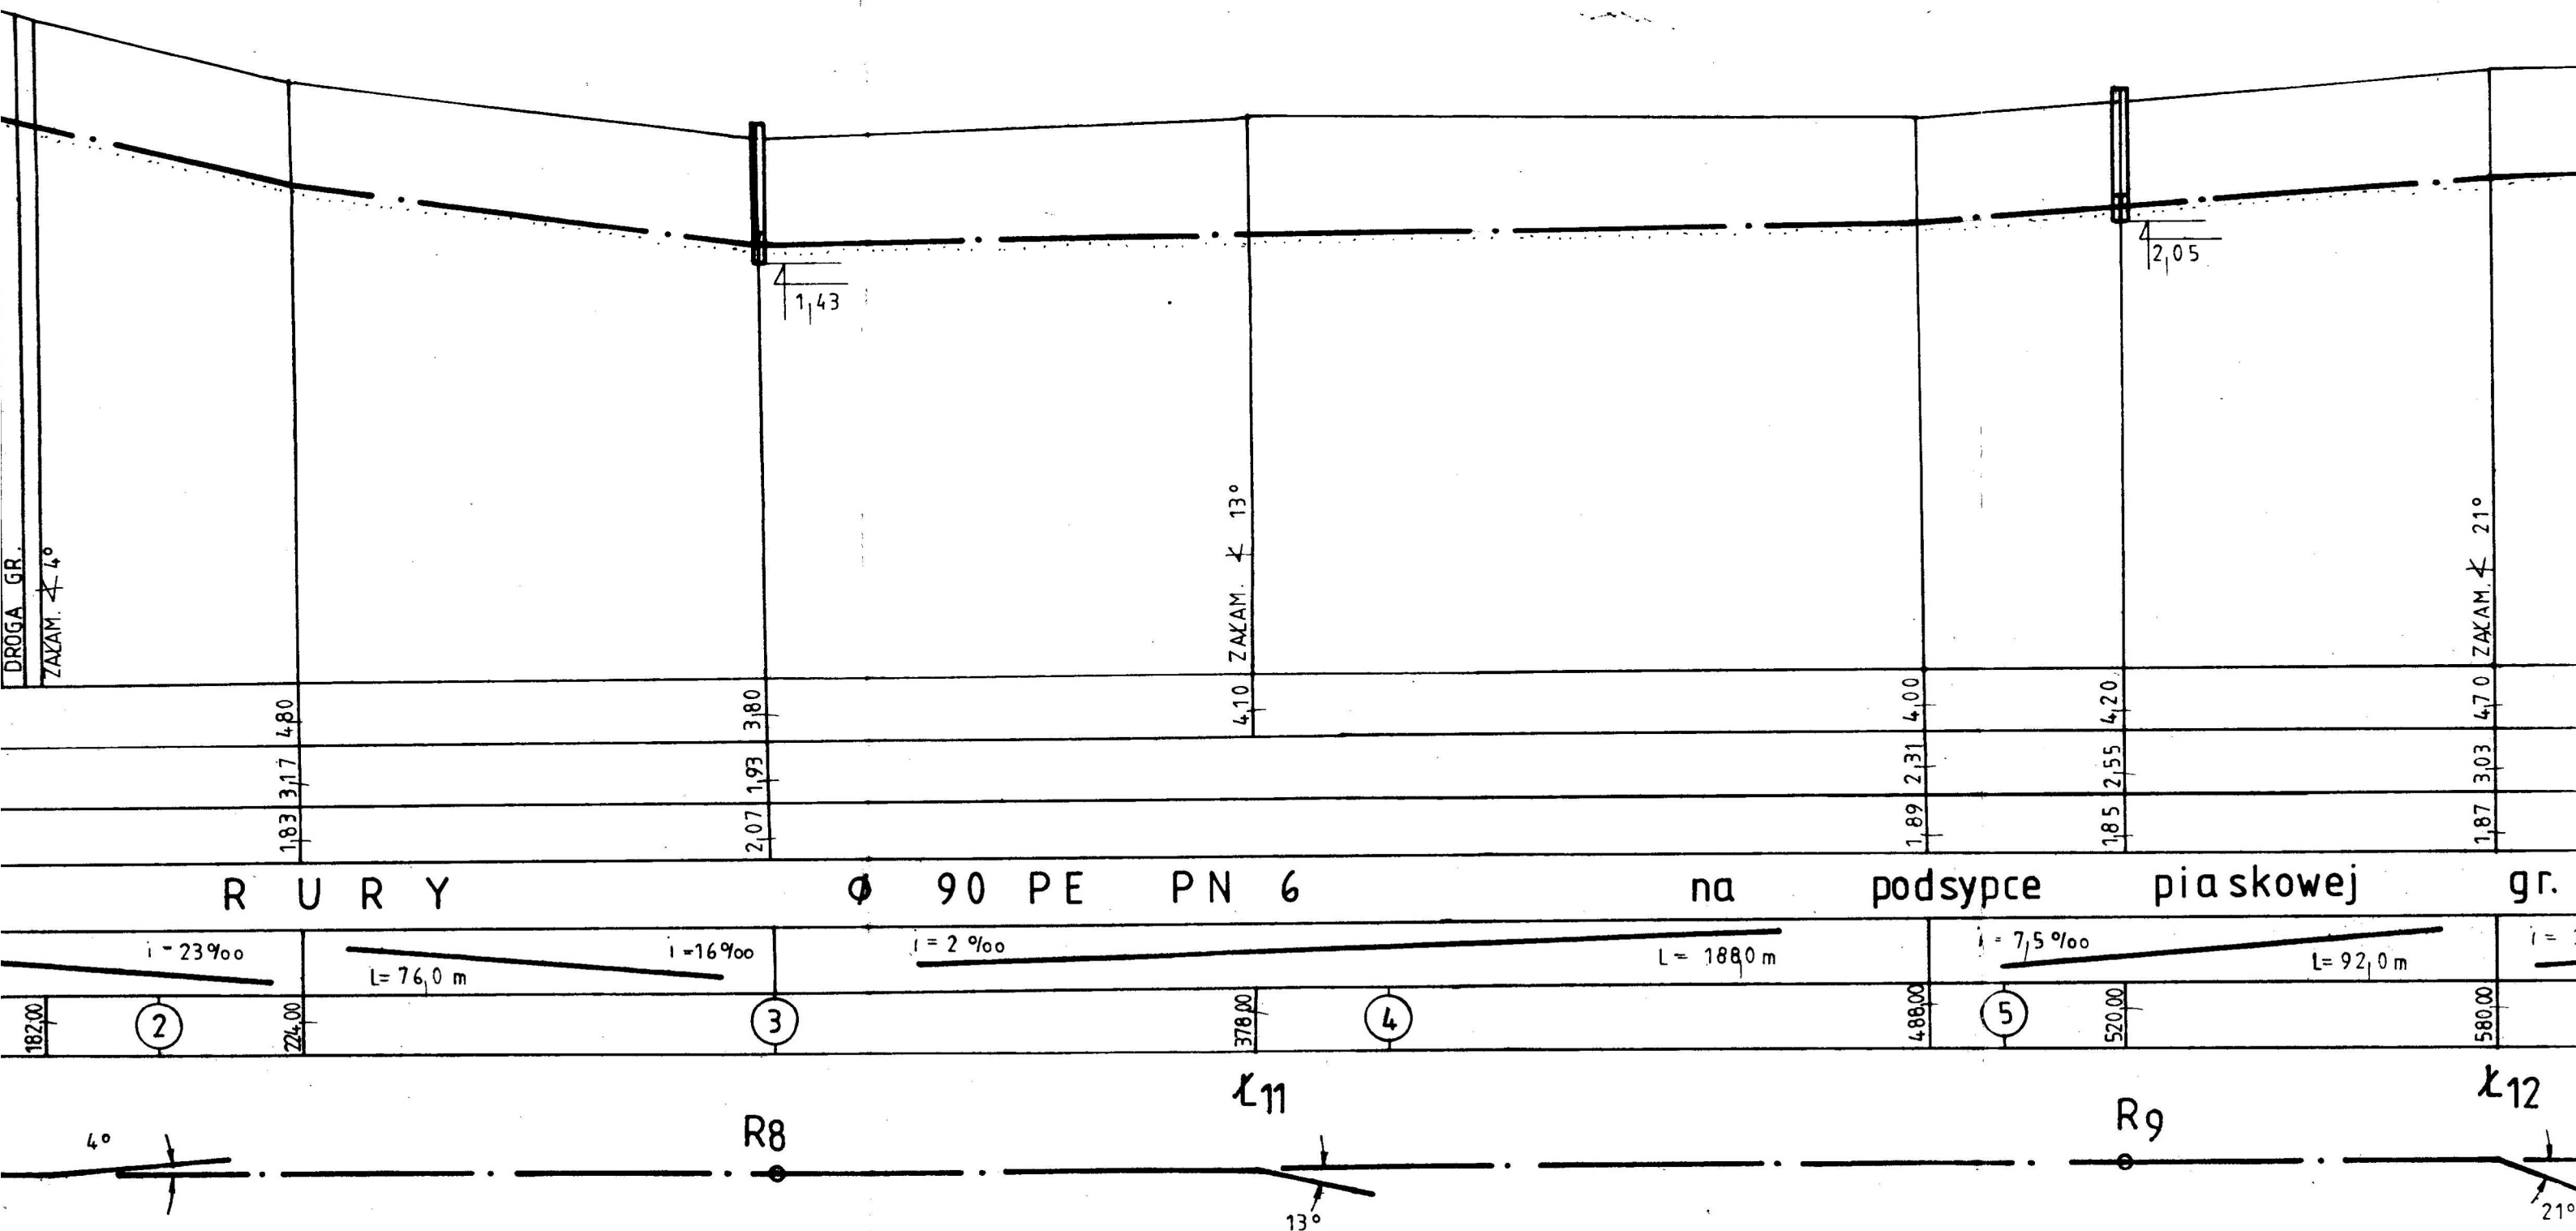 1,43
2,05
DROGA GR.
ZAŁAM. ∢ 4°
ZAŁAM. ∢ 13°
ZAŁAM. ∢ 21°
4,80 3,80 4,10 4,00 4,20 4,70
3,17 1,93 2,31 2,55 3,03
1,83 2,07 1,89 1,85 1,87
RURY Ø 90 PE PN 6 na podsypce piaskowej gr.
i - 23‰ i =16‰ i = 2 ‰ i = 7,5 ‰ i =
L= 76,0 m L= 188,0 m L= 92,0 m
182,00 2 224,00 3 378,00 4 488,00 5 520,00 580,00
Ł11 Ł12
R8 R9
4°
13° 21°